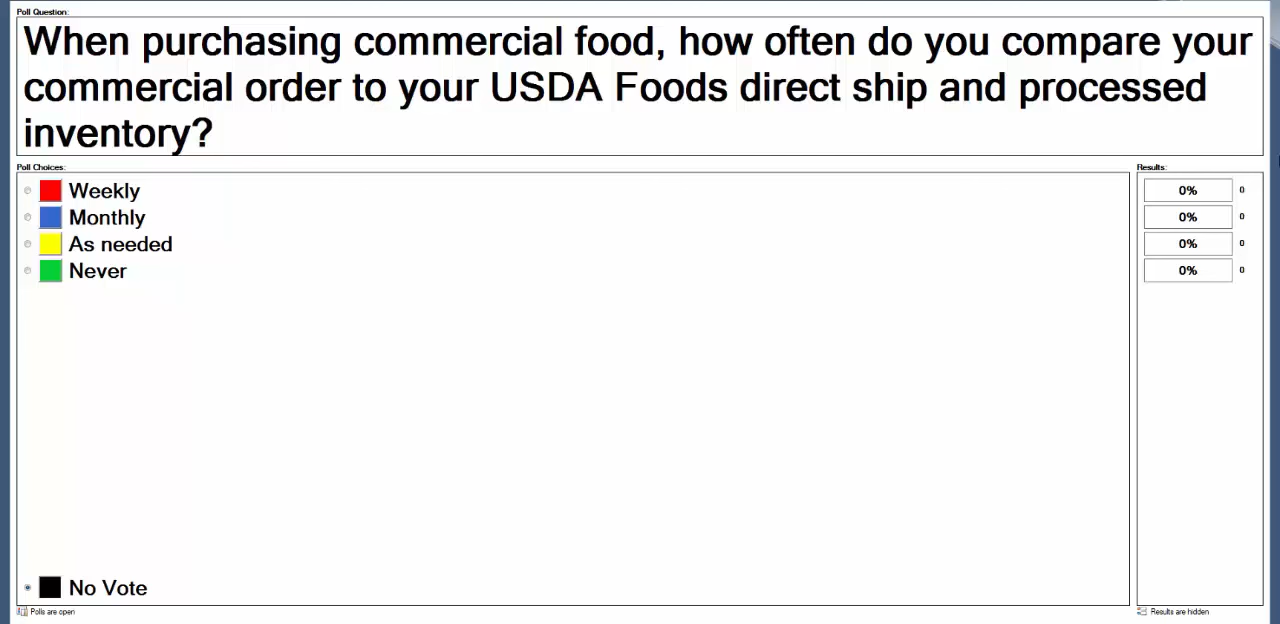 Poll Question:
When purchasing commercial food, how often do you compare your
commercial order to your USDA Foods direct ship and processed
inventory?
Poll Choices:
Results:
Weekly
0%
0
Monthly
0%
0
As needed
0%
0
Never
0%
0
No Vote
Polls are open
Results are hidden